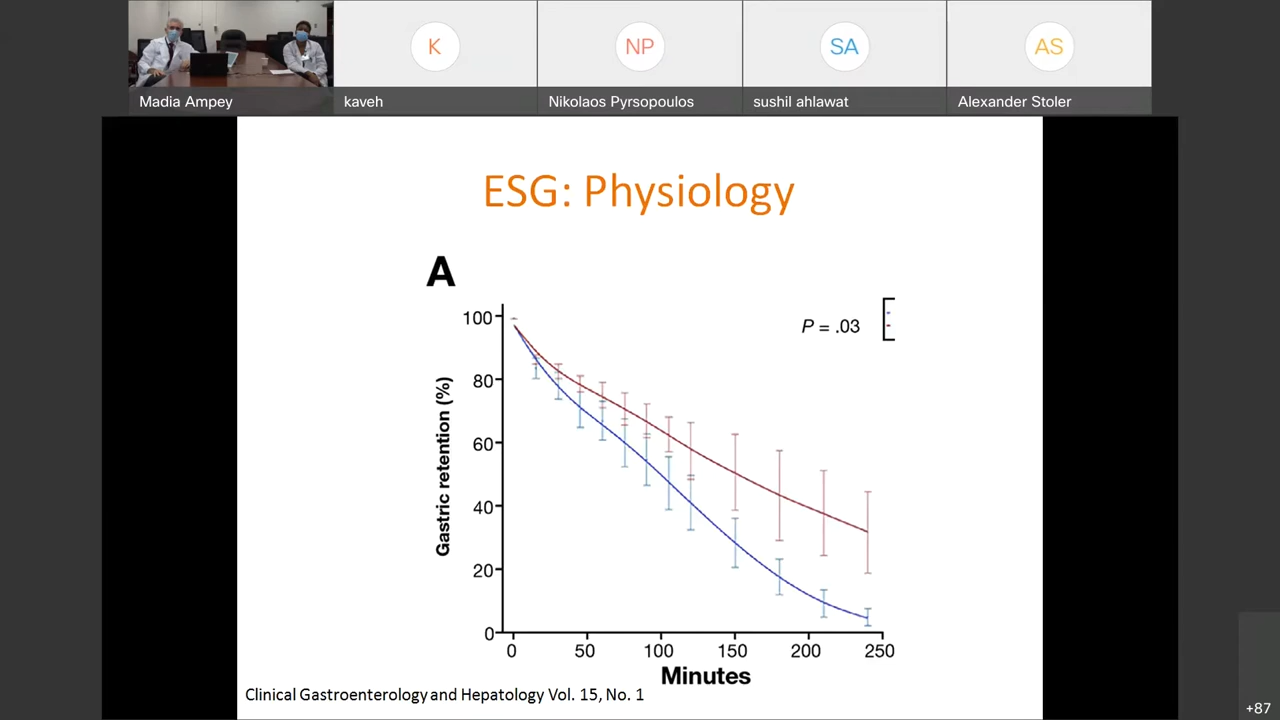 K
NP
SA
AS
Madia Ampey
kaveh
Nikolaos Pyrsopoulos
sushil ahlawat
Alexander Stoler
ESG: Physiology
A
P = .03
100
80
60
40
20
0
Gastric retention (%)
0 50 100 150 200 250
Minutes
Clinical Gastroenterology and Hepatology Vol. 15, No. 1
+87